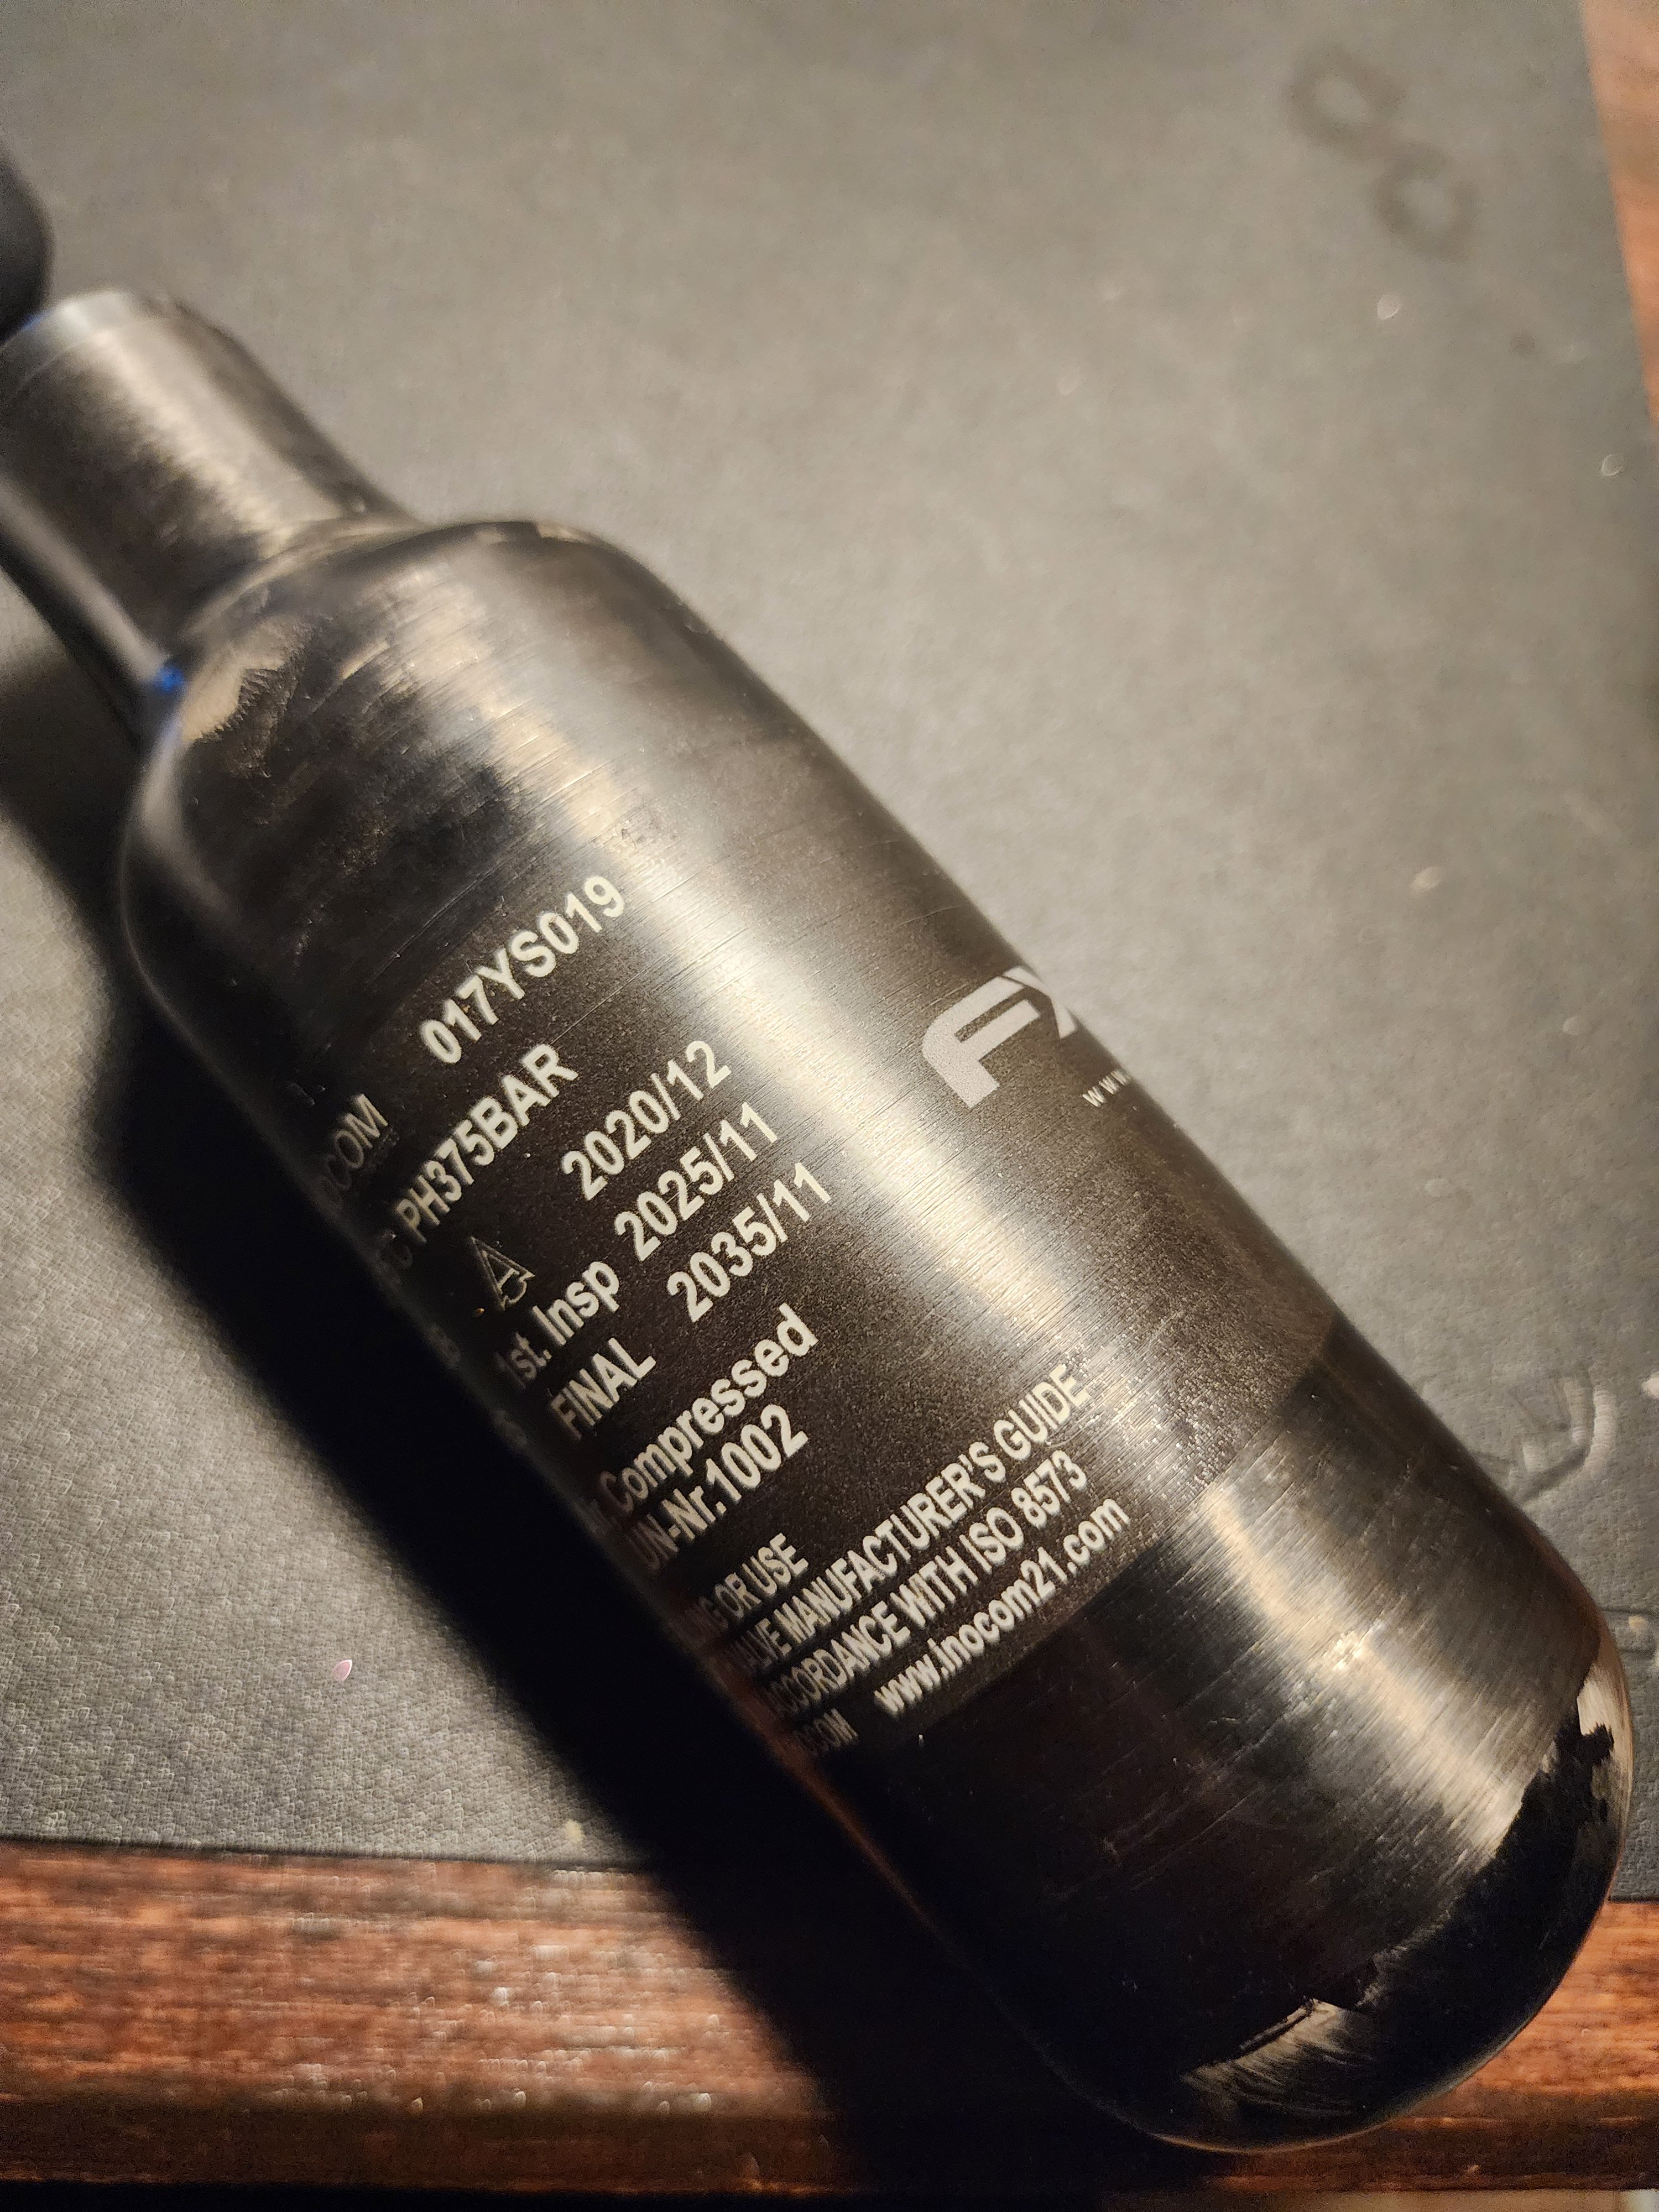 017YS019
PH375BAR
2020/12
1st. Insp 2025/11
FINAL 2035/11
Compressed
UN-Nr.1002
OR USE
MANUFACTURER'S GUIDE
ACCORDANCE WITH ISO 8573
www.inocom21.com
FX